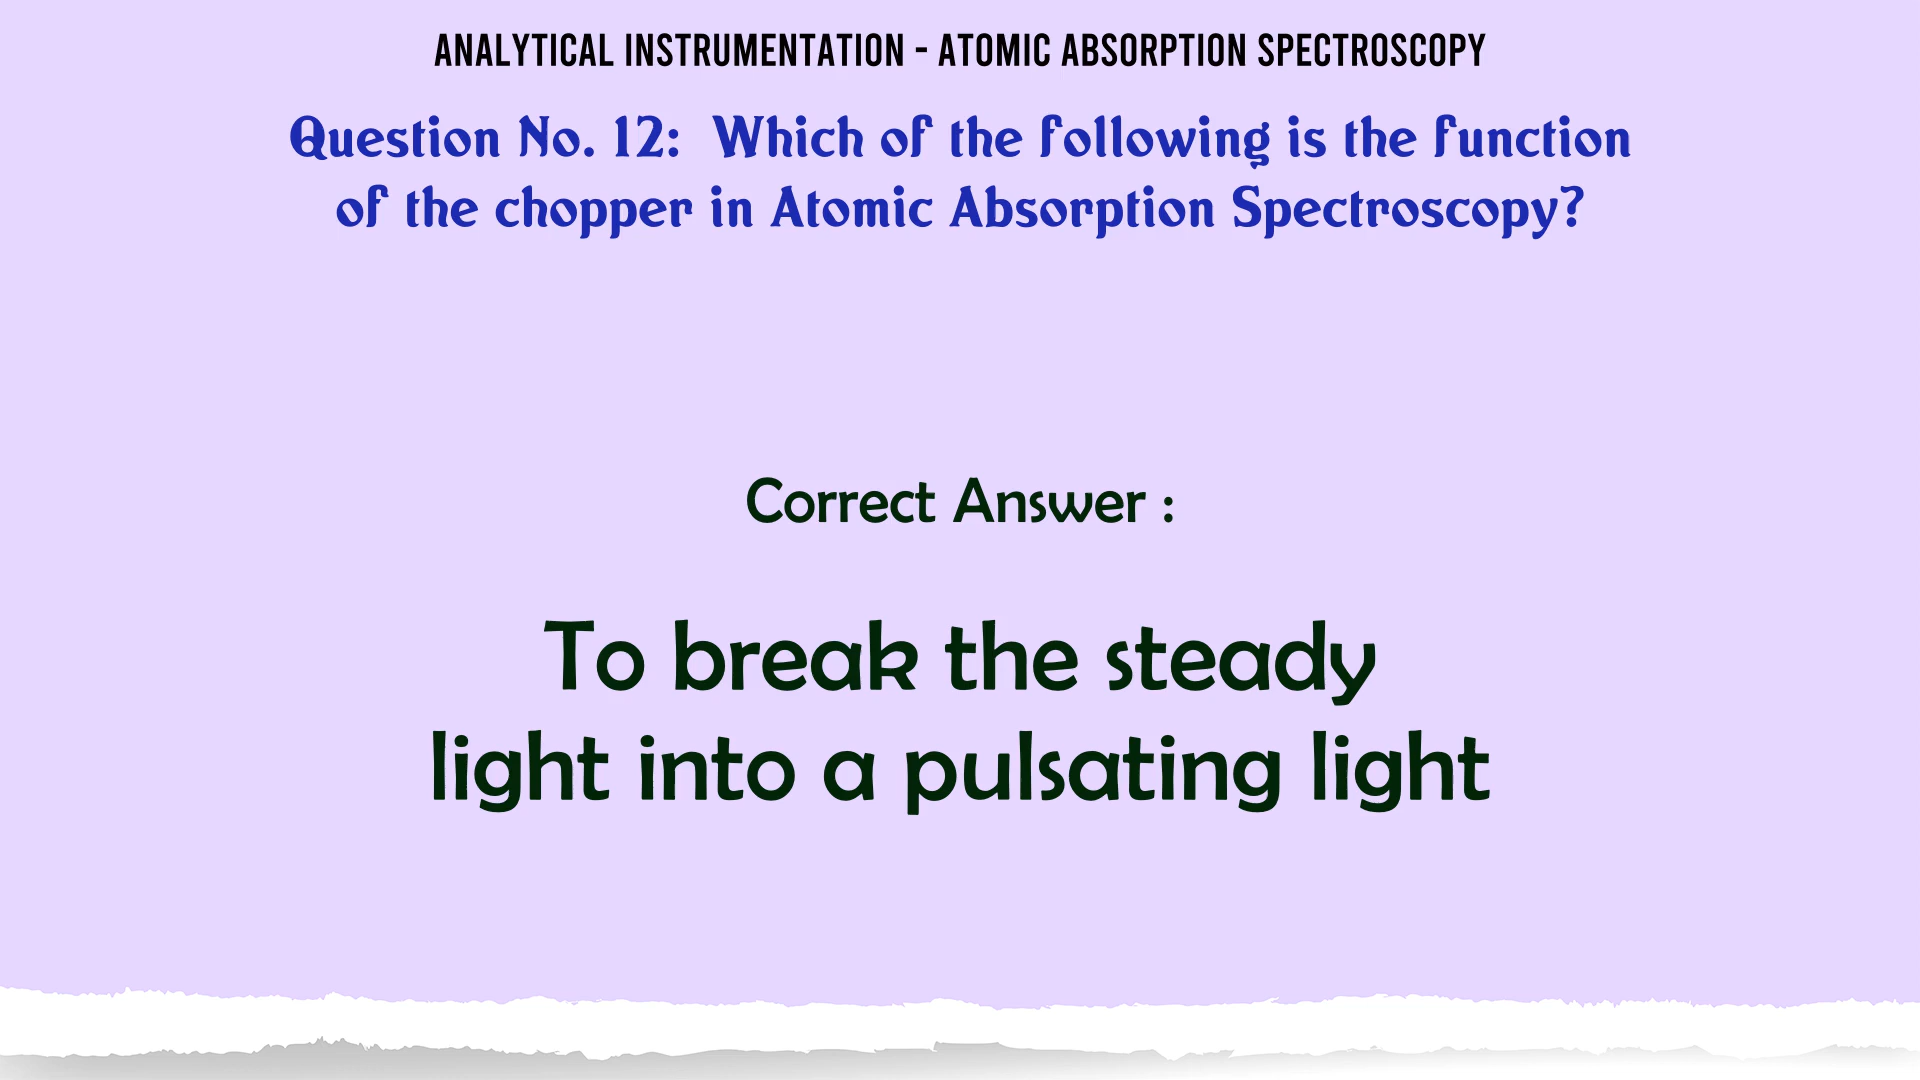 ANALYTICAL INSTRUMENTATION - ATOMIC ABSORPTION SPECTROSCOPY
Question No. 12: Which of the following is the function
of the chopper in Atomic Absorption Spectroscopy?
Correct Answer :
To break the steady
light into a pulsating light